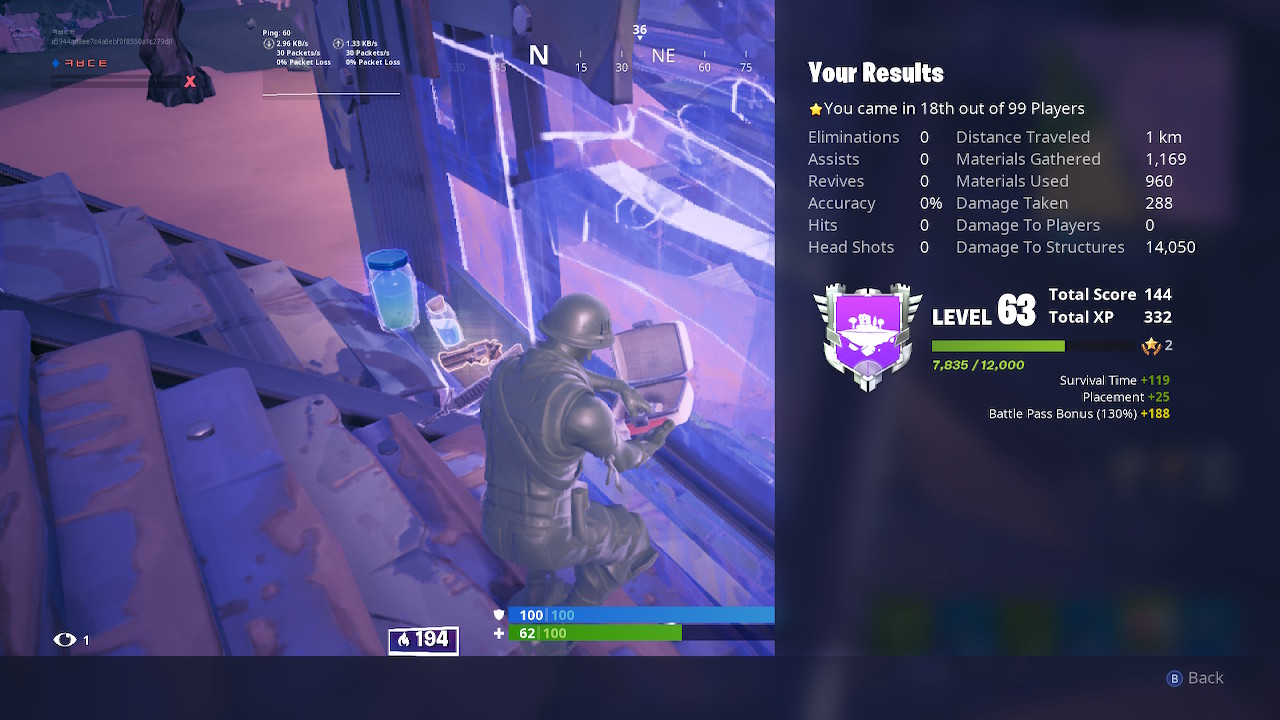 Ping: 60
2.96 KB/s 1.33 KB/s
30 Packets/s 30 Packets/s
0% Packet Loss 0% Packet Loss
ㅋㅂㄷㅌ
X
36
330 345 N 15 30 NE 60 75
Your Results
You came in 18th out of 99 Players
Eliminations 0 Distance Traveled 1 km
Assists 0 Materials Gathered 1,169
Revives 0 Materials Used 960
Accuracy 0% Damage Taken 288
Hits 0 Damage To Players 0
Head Shots 0 Damage To Structures 14,050
LEVEL 63
Total Score 144
Total XP 332
2
7,835 / 12,000
Survival Time +119
Placement +25
Battle Pass Bonus (130%) +188
100 | 100
62 | 100
1
194
B Back